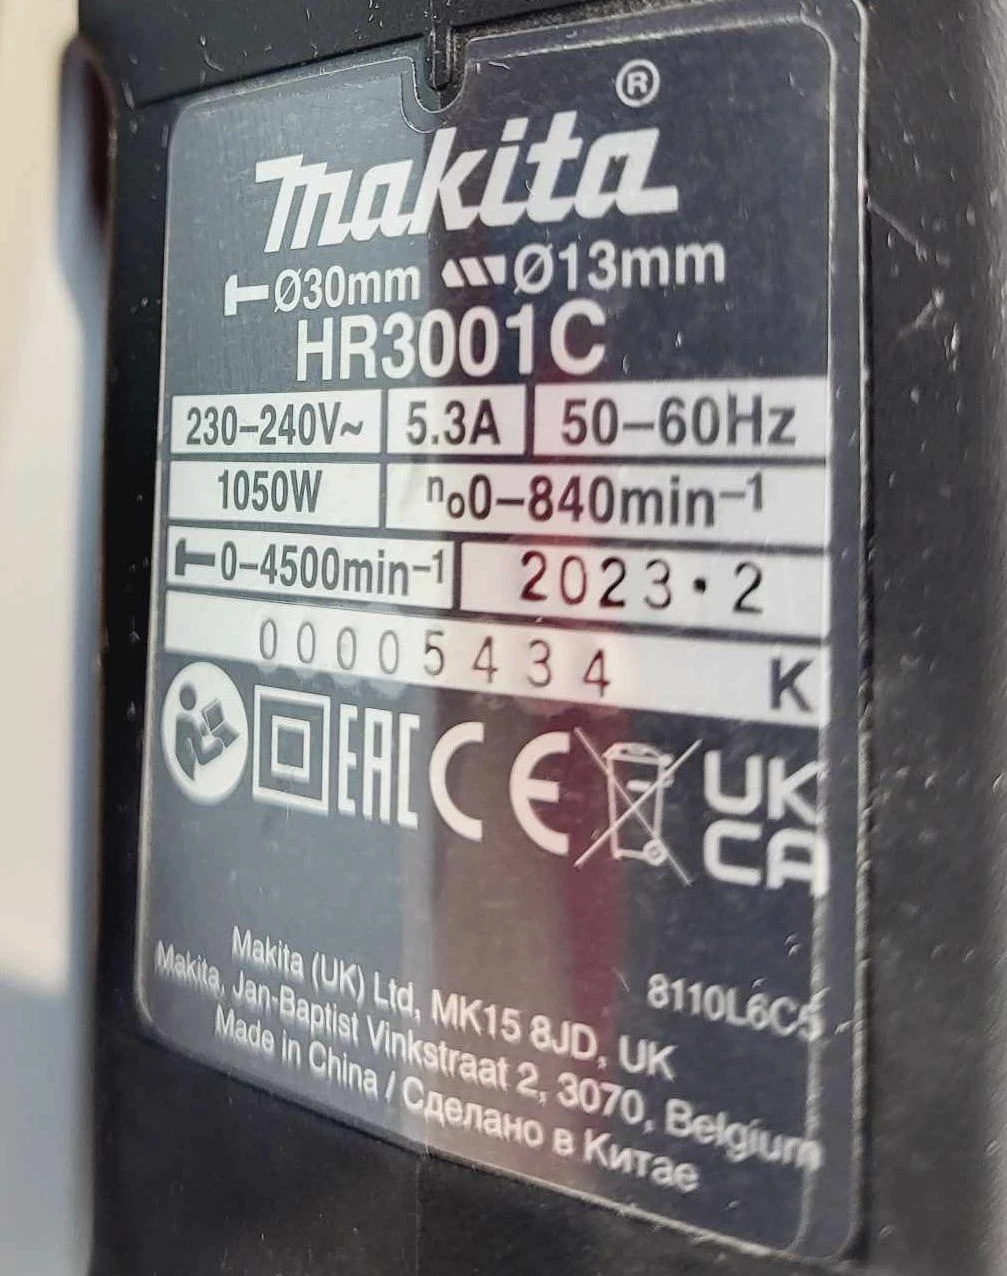 makita®
Ø30mm Ø13mm
HR3001C
230–240V~ 5.3A 50–60Hz
1050W n₀0–840min⁻¹
0–4500min⁻¹ 2023•2
00005434 K
EAC CE UK
CA
8110L6C5
Makita (UK) Ltd, MK15 8JD, UK
Makita, Jan-Baptist Vinkstraat 2, 3070, Belgium
Made in China / Сделано в Китае